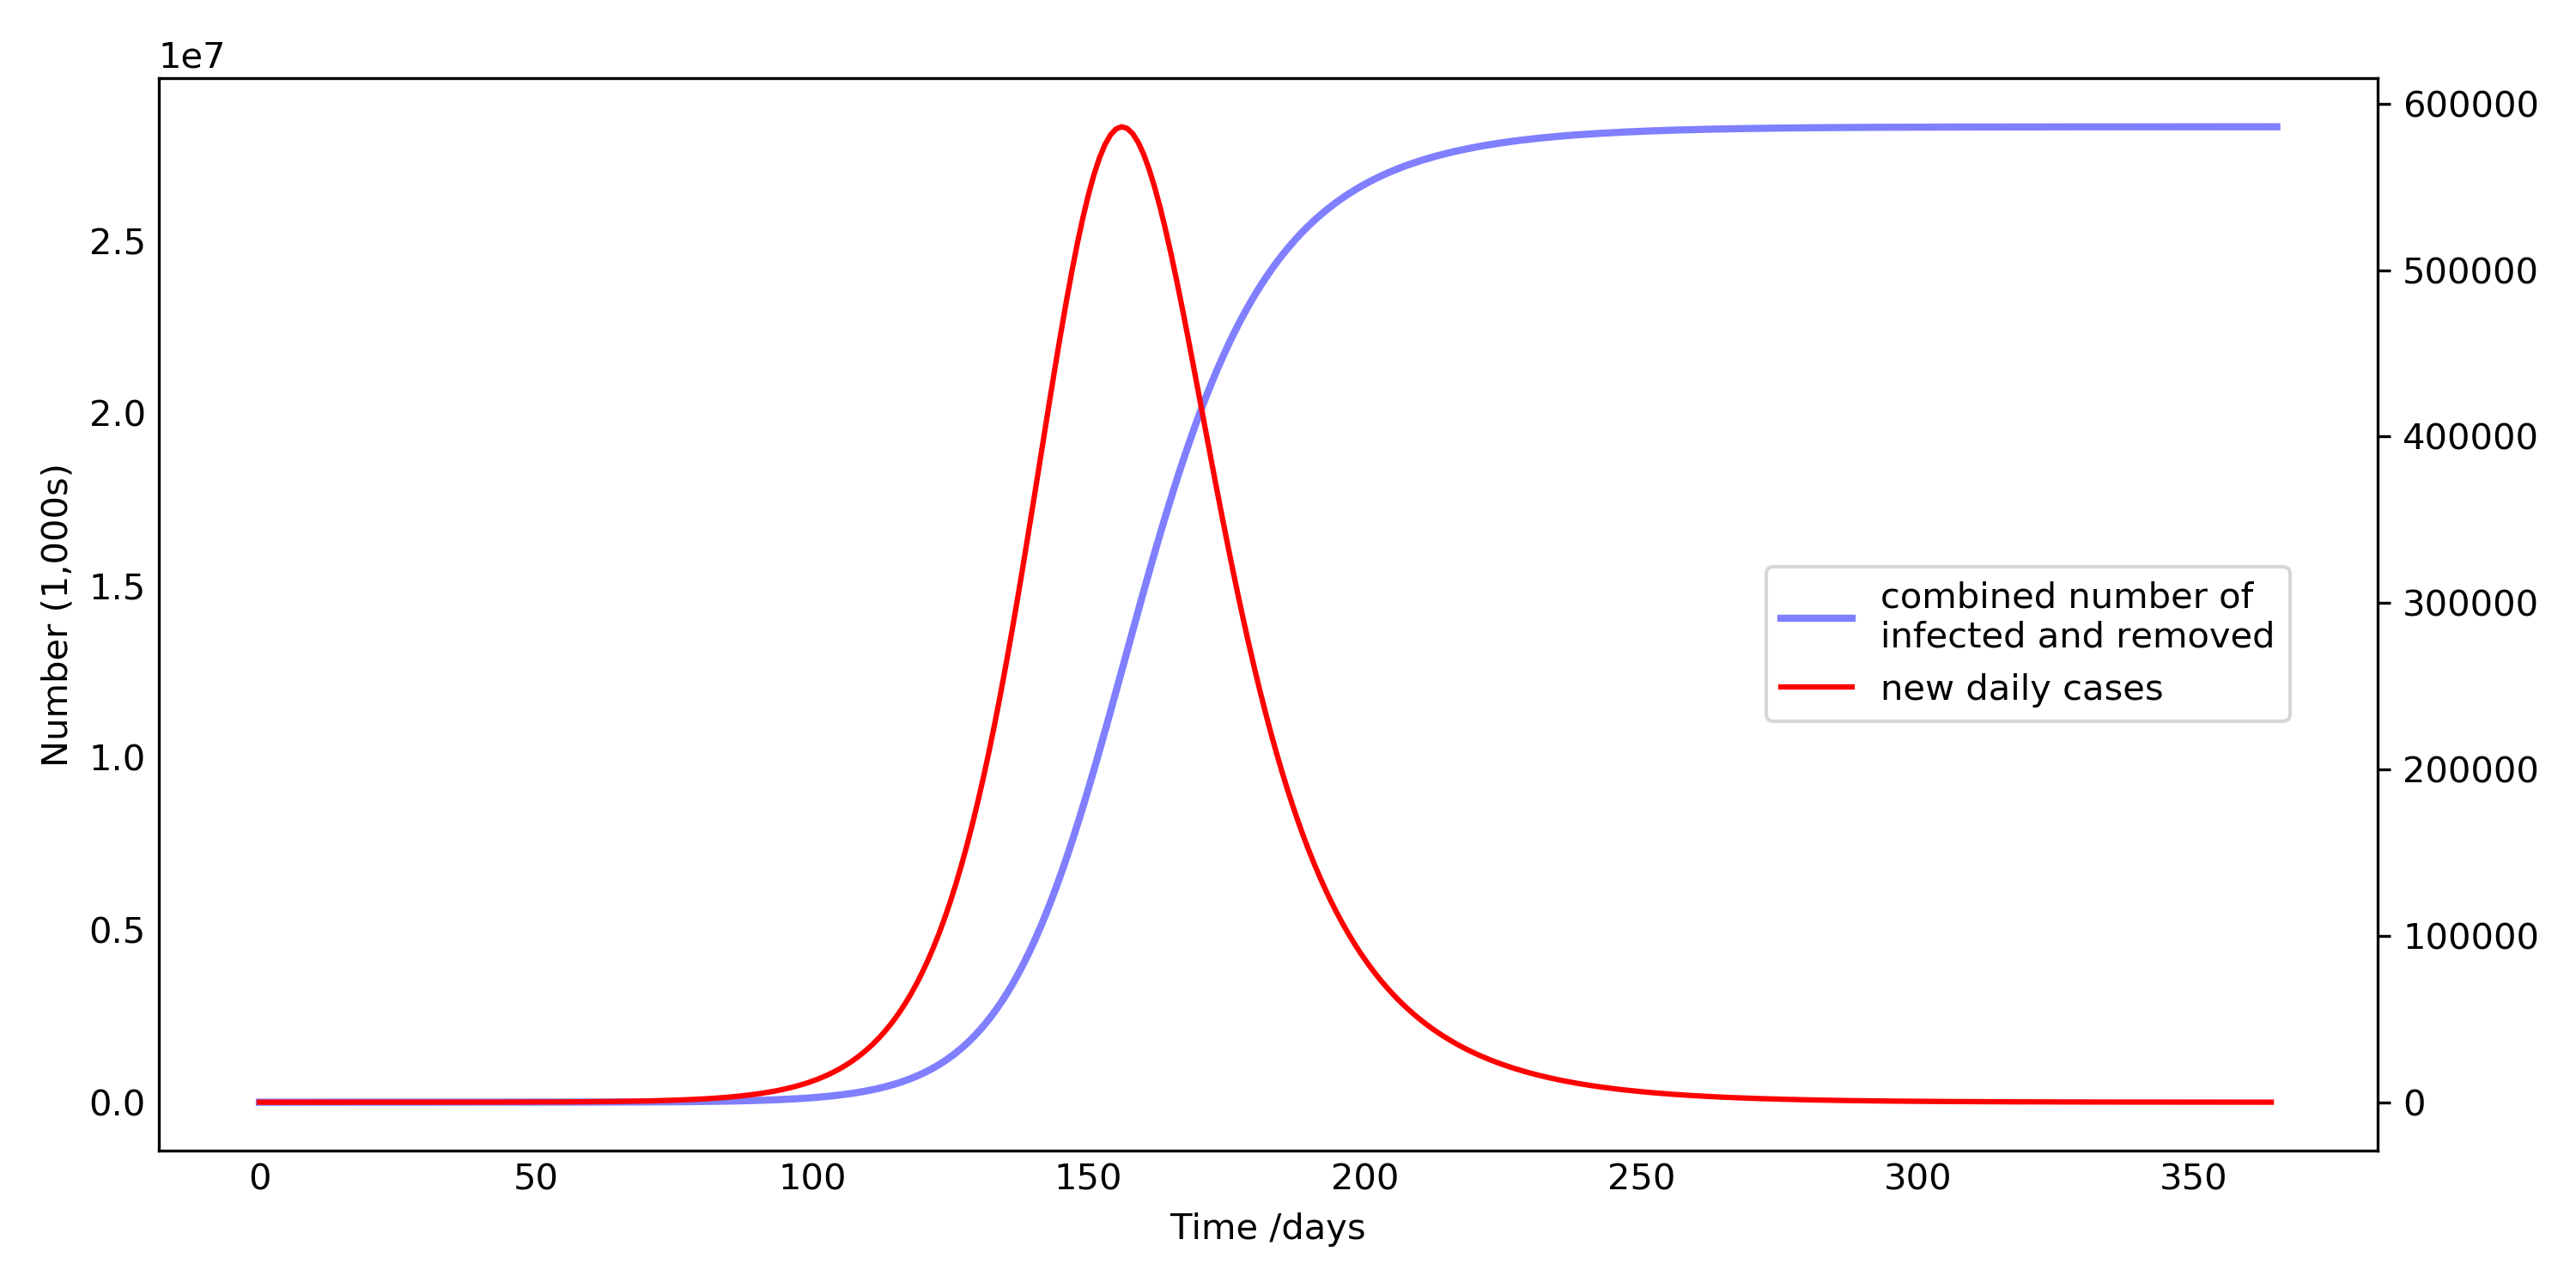 1e7
600000
2.5
500000
2.0
400000
Number (1,000s)
1.5
300000
combined number of
infected and removed
new daily cases
1.0
200000
0.5
100000
0.0
0
0 50 100 150 200 250 300 350
Time /days